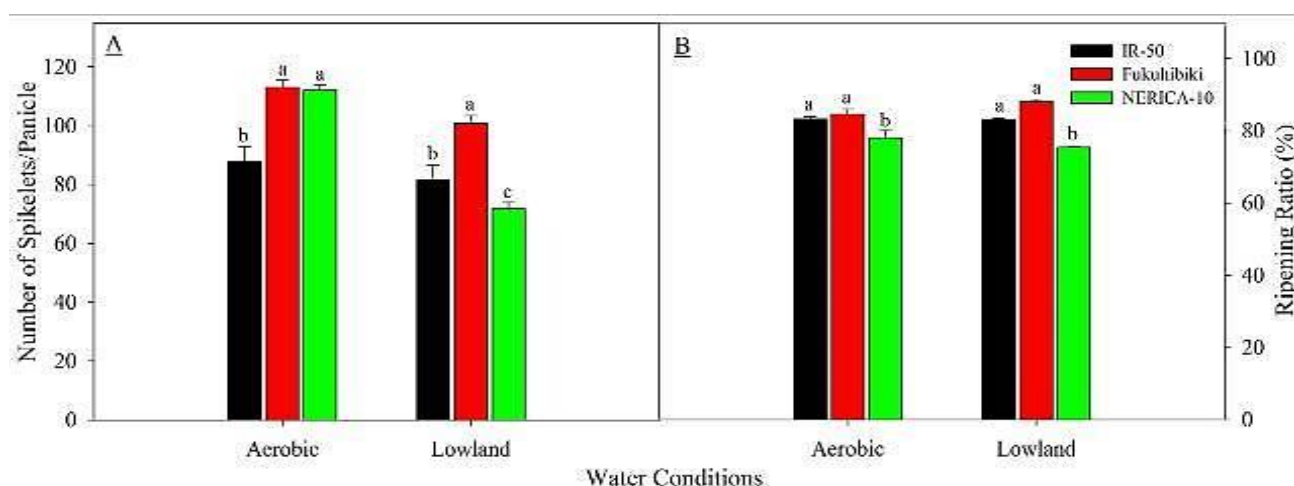 A
B
IR-50
Fukuhibiki
NERICA-10
Number of Spikelets/Panicle
120
100
80
60
40
20
0
b
a
a
b
a
c
a
a
b
a
a
b
100
80
60
40
20
0
Ripening Ratio (%)
Aerobic
Lowland
Aerobic
Lowland
Water Conditions